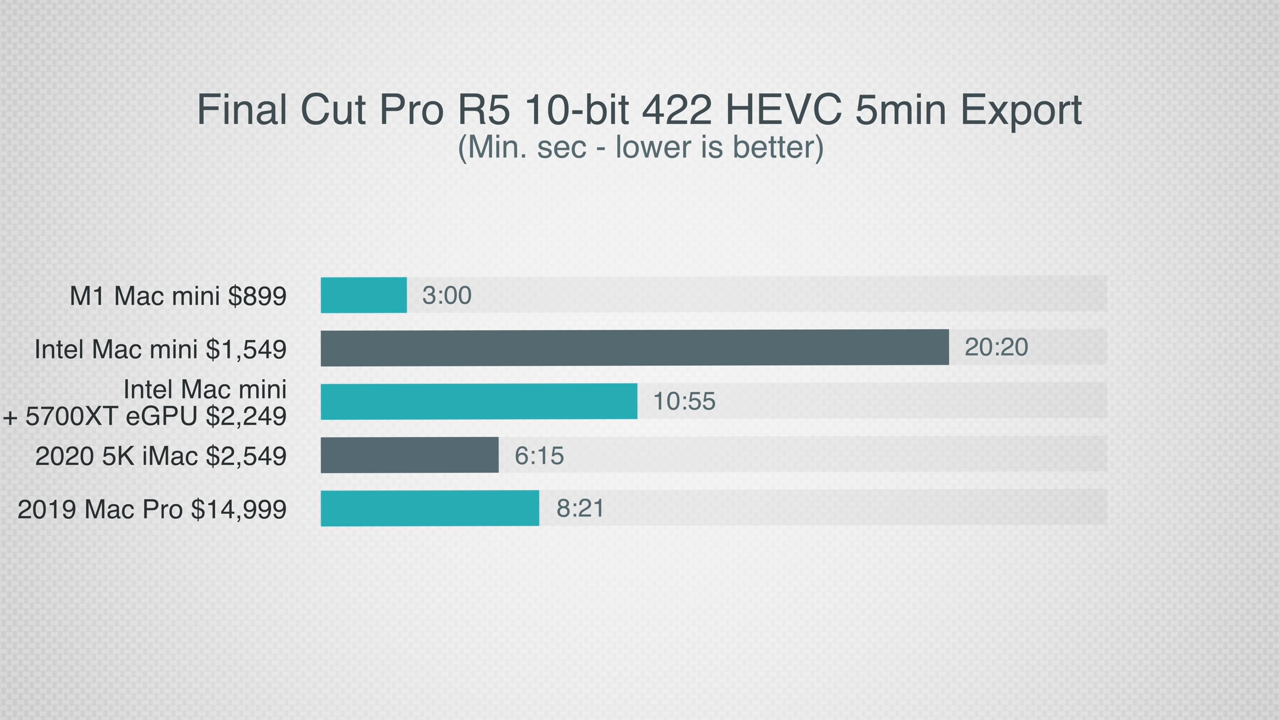 Final Cut Pro R5 10-bit 422 HEVC 5min Export
(Min. sec - lower is better)
M1 Mac mini $899 3:00
Intel Mac mini $1,549 20:20
Intel Mac mini
+ 5700XT eGPU $2,249 10:55
2020 5K iMac $2,549 6:15
2019 Mac Pro $14,999 8:21